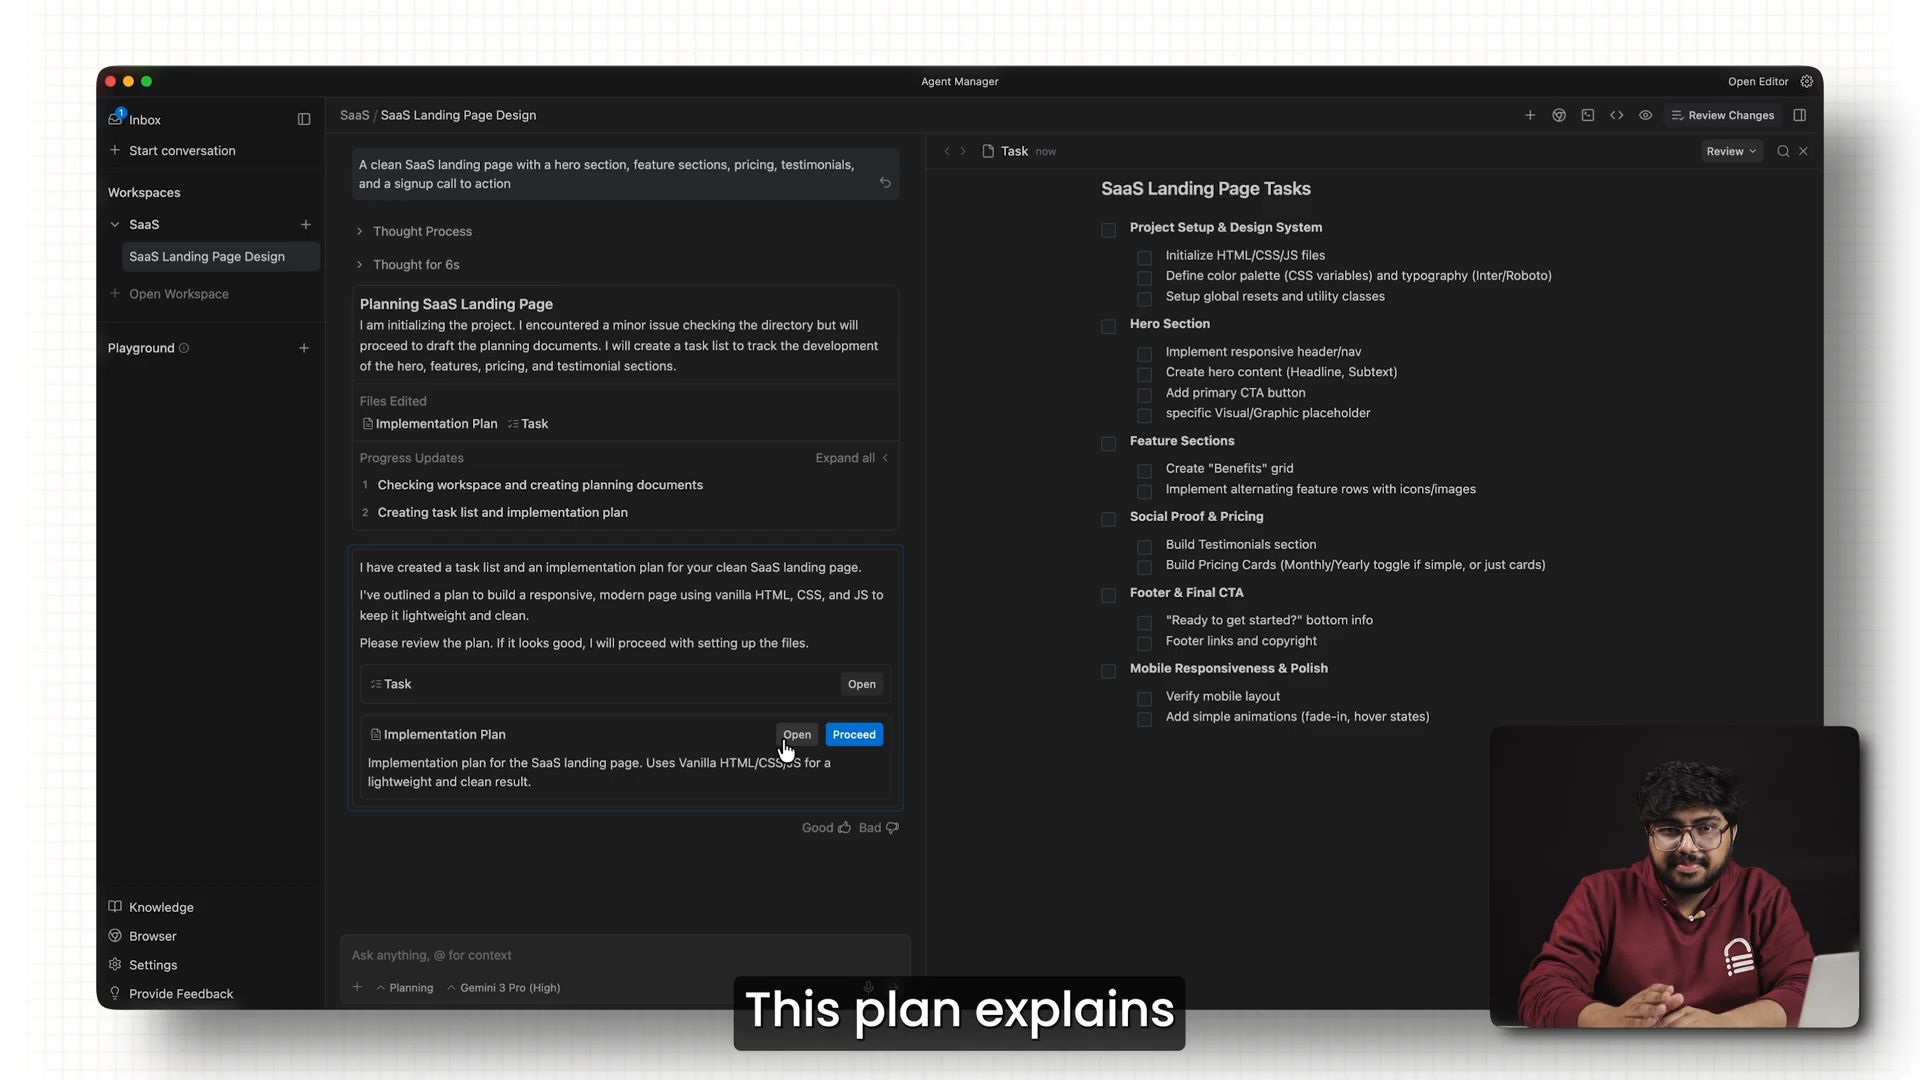 Agent Manager
Open Editor
1
Inbox
Start conversation
Workspaces
SaaS
SaaS Landing Page Design
Open Workspace
Playground
Knowledge
Browser
Settings
Provide Feedback
SaaS / SaaS Landing Page Design
Review Changes
A clean SaaS landing page with a hero section, feature sections, pricing, testimonials,
and a signup call to action
Thought Process
Thought for 6s
Planning SaaS Landing Page
I am initializing the project. I encountered a minor issue checking the directory but will
proceed to draft the planning documents. I will create a task list to track the development
of the hero, features, pricing, and testimonial sections.
Files Edited
Implementation Plan Task
Progress Updates Expand all
1 Checking workspace and creating planning documents
2 Creating task list and implementation plan
I have created a task list and an implementation plan for your clean SaaS landing page.
I've outlined a plan to build a responsive, modern page using vanilla HTML, CSS, and JS to
keep it lightweight and clean.
Please review the plan. If it looks good, I will proceed with setting up the files.
Task Open
Implementation Plan Open Proceed
Implementation plan for the SaaS landing page. Uses Vanilla HTML/CSS/JS for a
lightweight and clean result.
Good Bad
Ask anything, @ for context
Planning Gemini 3 Pro (High)
Task now
Review
SaaS Landing Page Tasks
Project Setup & Design System
Initialize HTML/CSS/JS files
Define color palette (CSS variables) and typography (Inter/Roboto)
Setup global resets and utility classes
Hero Section
Implement responsive header/nav
Create hero content (Headline, Subtext)
Add primary CTA button
specific Visual/Graphic placeholder
Feature Sections
Create "Benefits" grid
Implement alternating feature rows with icons/images
Social Proof & Pricing
Build Testimonials section
Build Pricing Cards (Monthly/Yearly toggle if simple, or just cards)
Footer & Final CTA
"Ready to get started?" bottom info
Footer links and copyright
Mobile Responsiveness & Polish
Verify mobile layout
Add simple animations (fade-in, hover states)
This plan explains